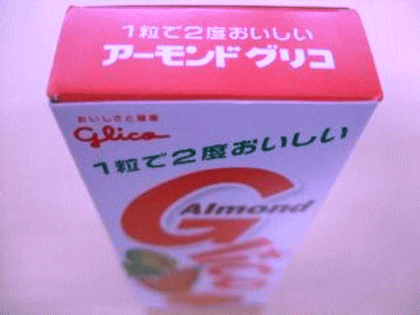 1粒で2度おいしい
アーモンドグリコ
おいしさと健康
glico
1粒で2度おいしい
Almond
G